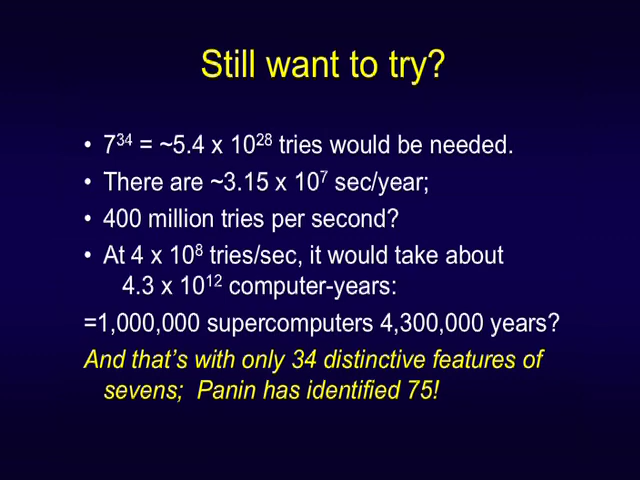 Still want to try?
• 7³⁴ = ~5.4 x 10²⁸ tries would be needed.
• There are ~3.15 x 10⁷ sec/year;
• 400 million tries per second?
• At 4 x 10⁸ tries/sec, it would take about
4.3 x 10¹² computer-years:
=1,000,000 supercomputers 4,300,000 years?
And that's with only 34 distinctive features of
sevens; Panin has identified 75!